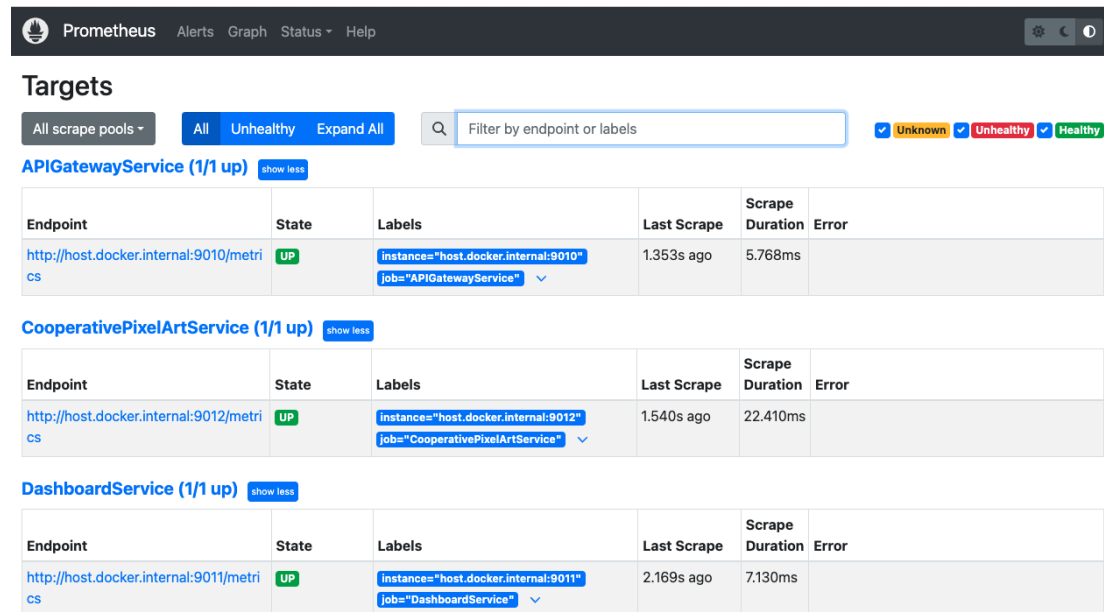 Prometheus Alerts Graph Status Help
Targets
All scrape pools All Unhealthy Expand All Filter by endpoint or labels Unknown Unhealthy Healthy
APIGatewayService (1/1 up) show less
Endpoint State Labels Last Scrape Scrape Duration Error
http://host.docker.internal:9010/metrics UP instance="host.docker.internal:9010" job="APIGatewayService" 1.353s ago 5.768ms
CooperativePixelArtService (1/1 up) show less
Endpoint State Labels Last Scrape Scrape Duration Error
http://host.docker.internal:9012/metrics UP instance="host.docker.internal:9012" job="CooperativePixelArtService" 1.540s ago 22.410ms
DashboardService (1/1 up) show less
Endpoint State Labels Last Scrape Scrape Duration Error
http://host.docker.internal:9011/metrics UP instance="host.docker.internal:9011" job="DashboardService" 2.169s ago 7.130ms